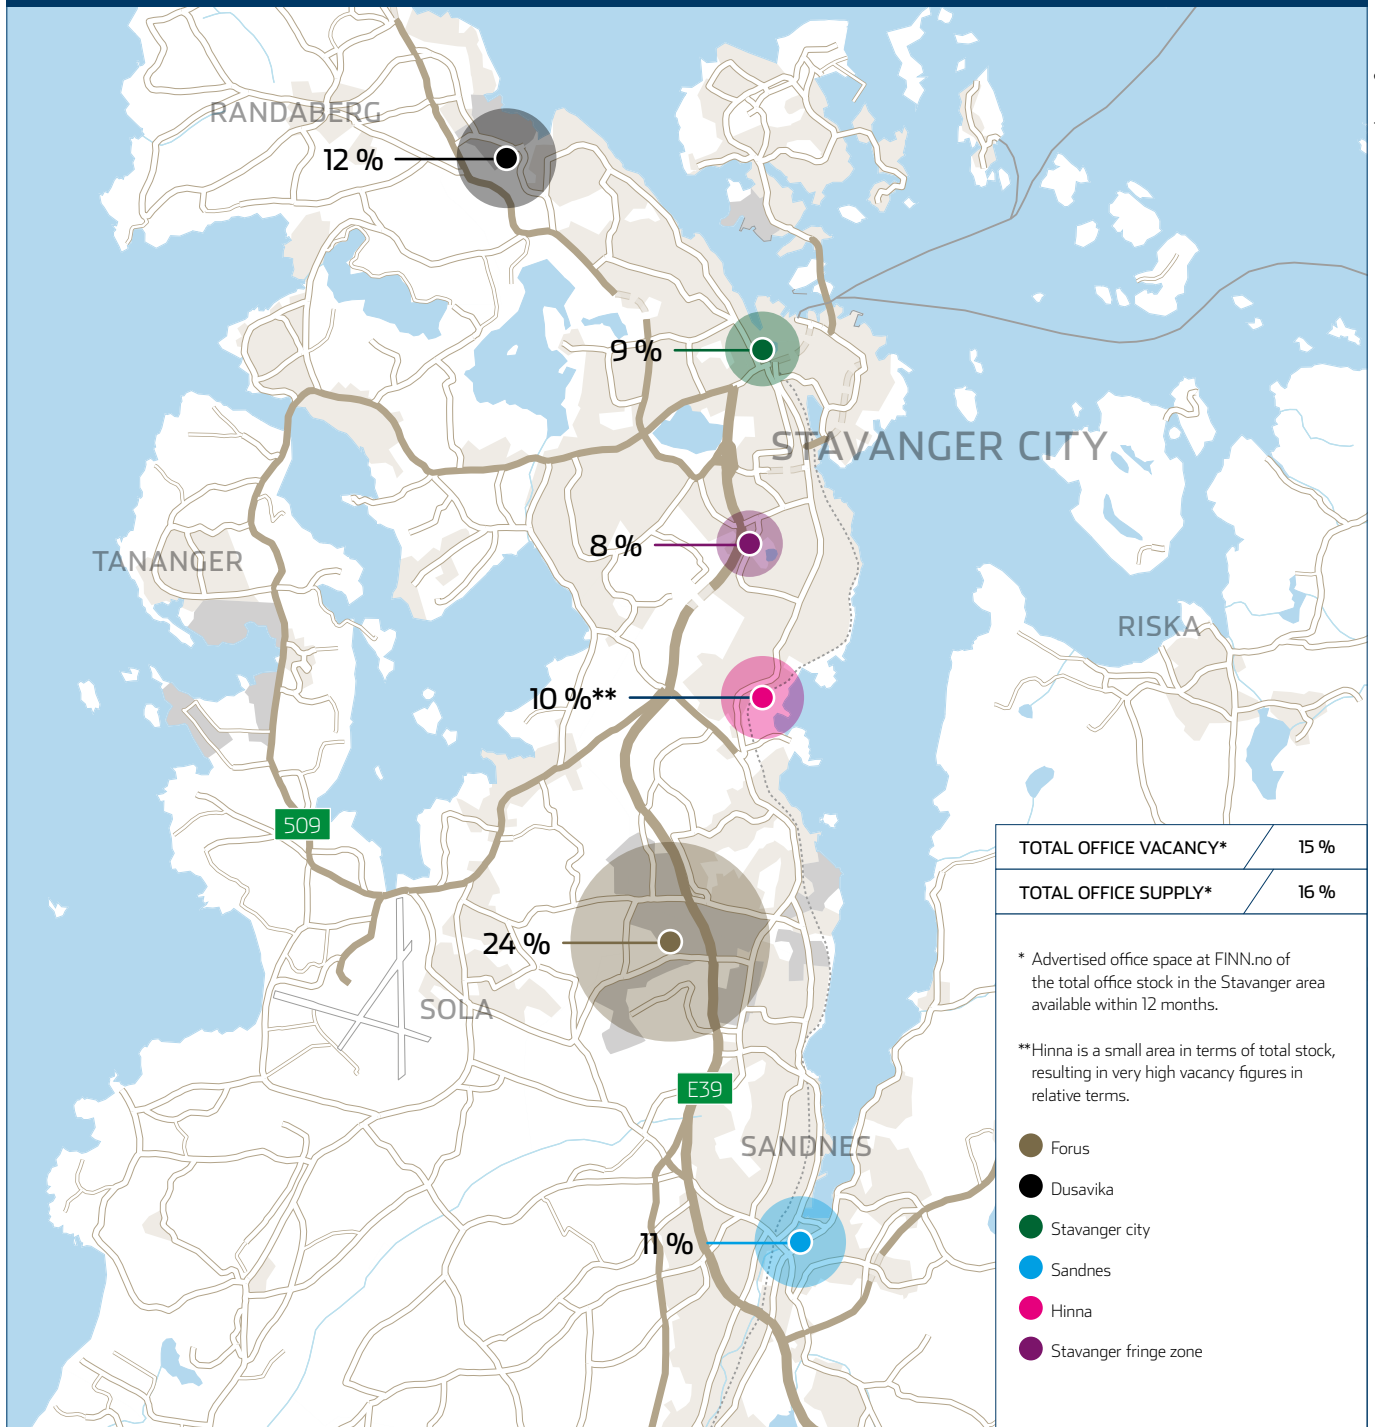 RANDABERG
12 %
9 %
STAVANGER CITY
8 %
TANANGER
RISKA
10 %**
509
TOTAL OFFICE VACANCY* 15 %
TOTAL OFFICE SUPPLY* 16 %
24 %
* Advertised office space at FINN.no of
the total office stock in the Stavanger area
available within 12 months.
SOLA
**Hinna is a small area in terms of total stock,
resulting in very high vacancy figures in
relative terms.
E39
SANDNES
Forus
Dusavika
Stavanger city
11 %
Sandnes
Hinna
Stavanger fringe zone